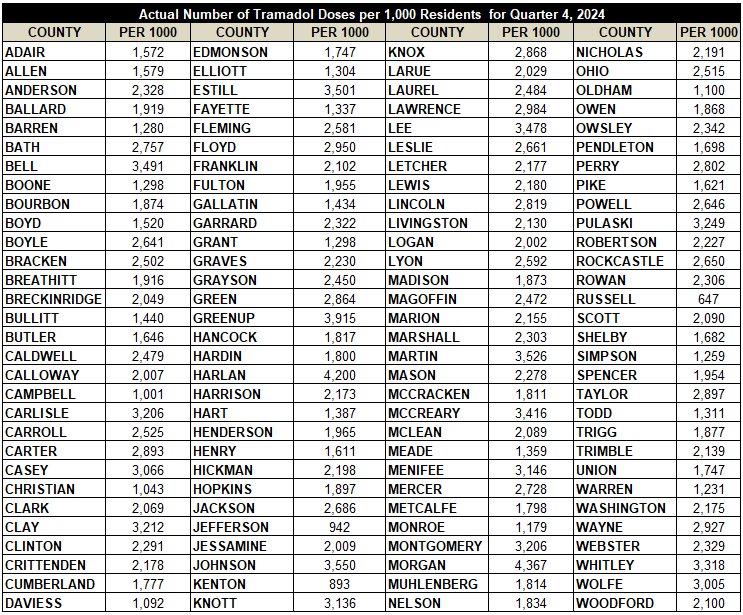 Actual Number of Tramadol Doses per 1,000 Residents for Quarter 4, 2024
COUNTY PER 1000 COUNTY PER 1000 COUNTY PER 1000 COUNTY PER 1000
ADAIR 1,572 EDMONSON 1,747 KNOX 2,868 NICHOLAS 2,191
ALLEN 1,579 ELLIOTT 1,304 LARUE 2,029 OHIO 2,515
ANDERSON 2,328 ESTILL 3,501 LAUREL 2,484 OLDHAM 1,100
BALLARD 1,919 FAYETTE 1,337 LAWRENCE 2,984 OWEN 1,868
BARREN 1,280 FLEMING 2,581 LEE 3,478 OWSLEY 2,342
BATH 2,757 FLOYD 2,950 LESLIE 2,661 PENDLETON 1,698
BELL 3,491 FRANKLIN 2,102 LETCHER 2,177 PERRY 2,802
BOONE 1,298 FULTON 1,955 LEWIS 2,180 PIKE 1,621
BOURBON 1,874 GALLATIN 1,434 LINCOLN 2,819 POWELL 2,646
BOYD 1,520 GARRARD 2,322 LIVINGSTON 2,130 PULASKI 3,249
BOYLE 2,641 GRANT 1,298 LOGAN 2,002 ROBERTSON 2,227
BRACKEN 2,502 GRAVES 2,230 LYON 2,592 ROCKCASTLE 2,650
BREATHITT 1,916 GRAYSON 2,450 MADISON 1,873 ROWAN 2,306
BRECKINRIDGE 2,049 GREEN 2,864 MAGOFFIN 2,472 RUSSELL 647
BULLITT 1,440 GREENUP 3,915 MARION 2,155 SCOTT 2,090
BUTLER 1,646 HANCOCK 1,817 MARSHALL 2,303 SHELBY 1,682
CALDWELL 2,479 HARDIN 1,800 MARTIN 3,526 SIMPSON 1,259
CALLOWAY 2,007 HARLAN 4,200 MASON 2,278 SPENCER 1,954
CAMPBELL 1,001 HARRISON 2,173 MCCRACKEN 1,811 TAYLOR 2,897
CARLISLE 3,206 HART 1,387 MCCREARY 3,416 TODD 1,311
CARROLL 2,525 HENDERSON 1,965 MCLEAN 2,089 TRIGG 1,877
CARTER 2,893 HENRY 1,611 MEADE 1,359 TRIMBLE 2,139
CASEY 3,066 HICKMAN 2,198 MENIFEE 3,146 UNION 1,747
CHRISTIAN 1,043 HOPKINS 1,897 MERCER 2,728 WARREN 1,231
CLARK 2,069 JACKSON 2,686 METCALFE 1,798 WASHINGTON 2,175
CLAY 3,212 JEFFERSON 942 MONROE 1,179 WAYNE 2,927
CLINTON 2,291 JESSAMINE 2,009 MONTGOMERY 3,206 WEBSTER 2,329
CRITTENDEN 2,178 JOHNSON 3,550 MORGAN 4,367 WHITLEY 3,318
CUMBERLAND 1,777 KENTON 893 MUHLENBERG 1,814 WOLFE 3,005
DAVIESS 1,092 KNOTT 3,136 NELSON 1,834 WOODFORD 2,100